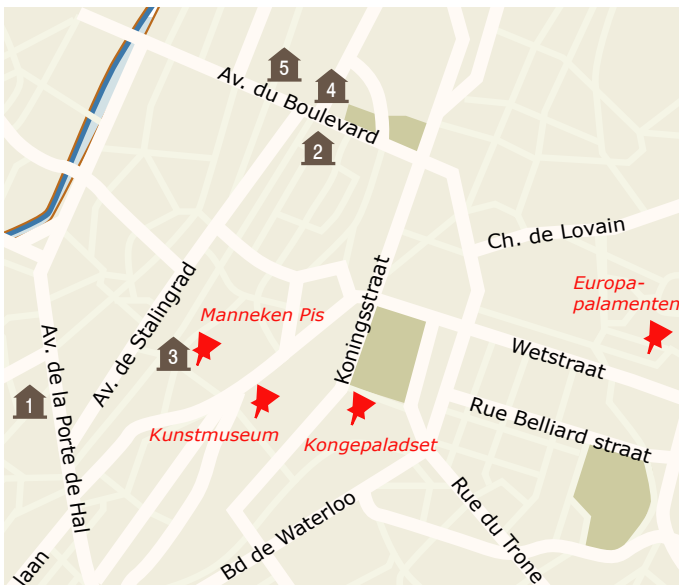 5
4
Av. du Boulevard
2
Ch. de Lovain
Europa-
palamenten
Koningsstraat
Manneken Pis
Av. de Stalingrad
3
Wetstraat
1
Av. de la Porte de Hal
Kunstmuseum
Kongepaladset
Rue Belliard straat
Bd de Waterloo
Rue du Trone
laan